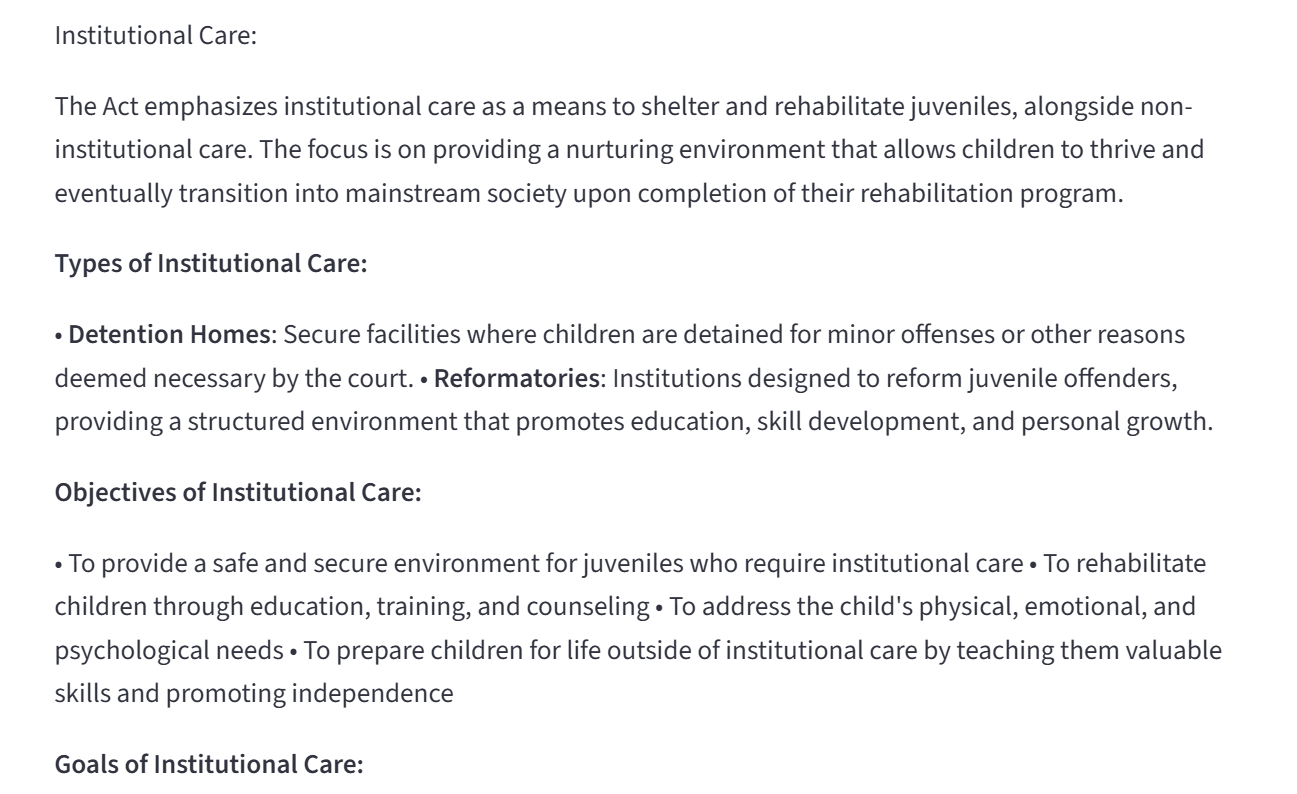 Institutional Care:
The Act emphasizes institutional care as a means to shelter and rehabilitate juveniles, alongside non-
institutional care. The focus is on providing a nurturing environment that allows children to thrive and
eventually transition into mainstream society upon completion of their rehabilitation program.
Types of Institutional Care:
• Detention Homes: Secure facilities where children are detained for minor offenses or other reasons
deemed necessary by the court. • Reformatories: Institutions designed to reform juvenile offenders,
providing a structured environment that promotes education, skill development, and personal growth.
Objectives of Institutional Care:
• To provide a safe and secure environment for juveniles who require institutional care • To rehabilitate
children through education, training, and counseling • To address the child's physical, emotional, and
psychological needs • To prepare children for life outside of institutional care by teaching them valuable
skills and promoting independence
Goals of Institutional Care: